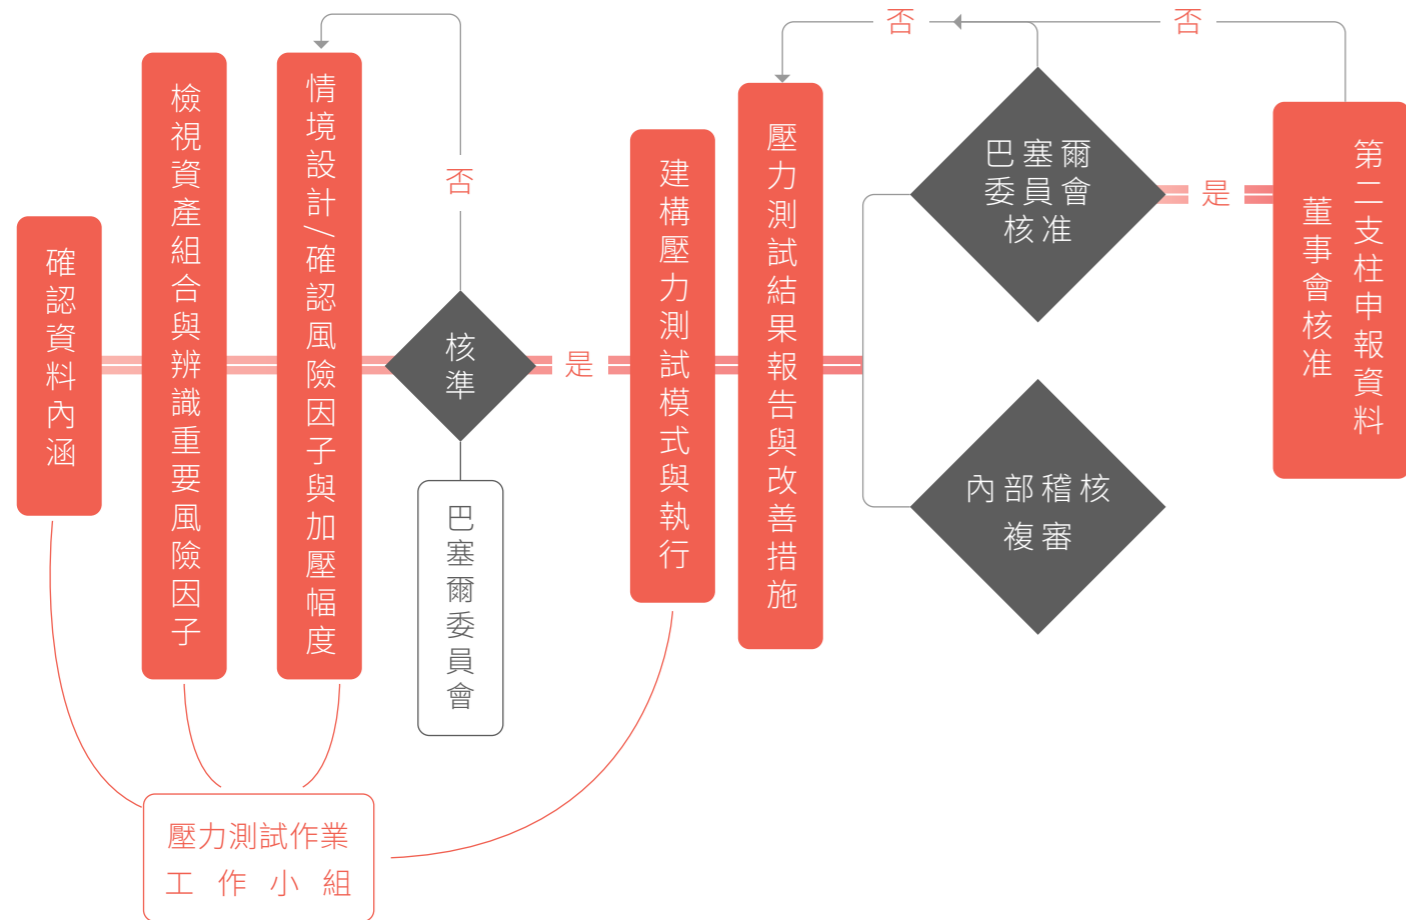 確認資料內涵
檢視資產組合與辨識重要風險因子
情境設計/確認風險因子與加壓幅度
否
核準
是
巴塞爾委員會
建構壓力測試模式與執行
壓力測試結果報告與改善措施
否
否
巴塞爾
委員會
核准
是
內部稽核
複審
第二支柱申報資料
董事會核准
壓力測試作業
工作小組